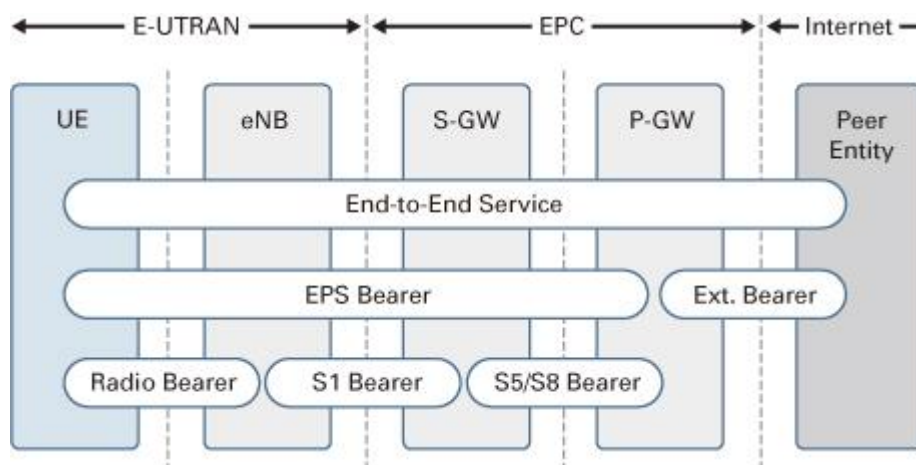 E-UTRAN EPC Internet
UE eNB S-GW P-GW Peer
Entity
End-to-End Service
EPS Bearer Ext. Bearer
Radio Bearer S1 Bearer S5/S8 Bearer